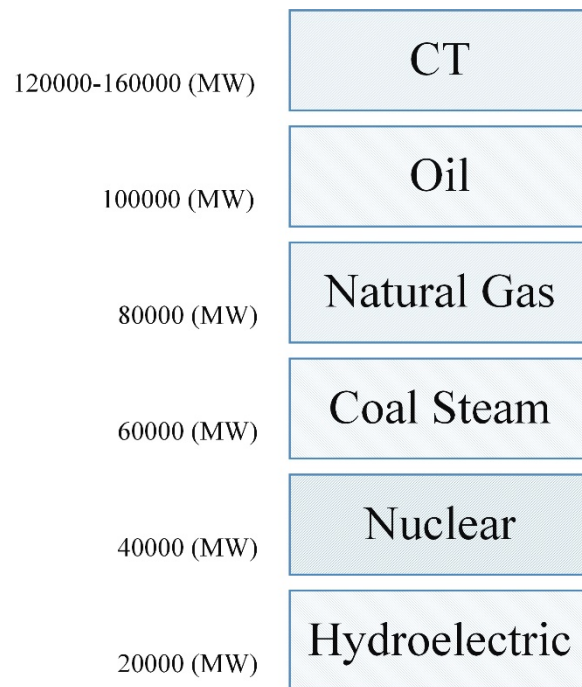 CT
120000-160000 (MW)
Oil
100000 (MW)
Natural Gas
80000 (MW)
Coal Steam
60000 (MW)
Nuclear
40000 (MW)
Hydroelectric
20000 (MW)